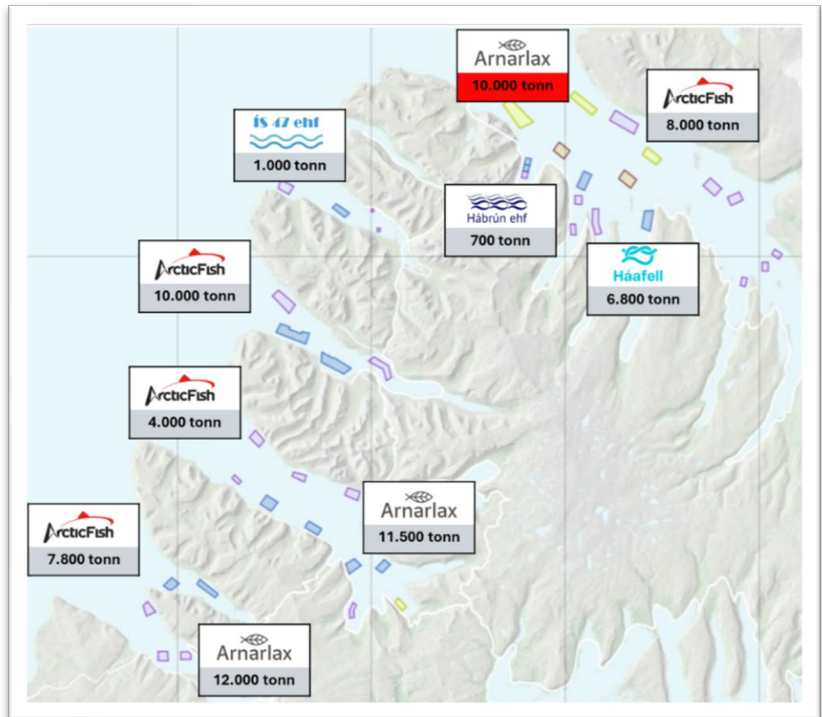 Arnarlax
10.000 tonn
ArcticFish
8.000 tonn
ÍS 47 ehf
1.000 tonn
Hábrún ehf
700 tonn
Háafell
6.800 tonn
ArcticFish
10.000 tonn
ArcticFish
4.000 tonn
Arnarlax
11.500 tonn
ArcticFish
7.800 tonn
Arnarlax
12.000 tonn